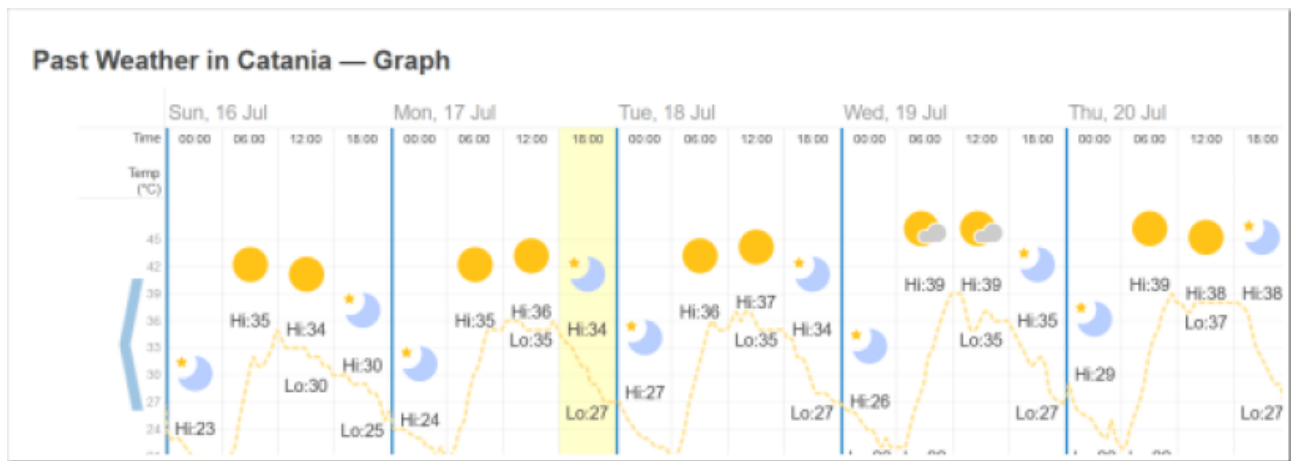 Past Weather in Catania — Graph
Sun, 16 Jul Mon, 17 Jul Tue, 18 Jul Wed, 19 Jul Thu, 20 Jul
Time 00:00 06:00 12:00 18:00 00:00 06:00 12:00 18:00 00:00 06:00 12:00 18:00 00:00 06:00 12:00 18:00 00:00 06:00 12:00 18:00
Temp
(°C)
45
42
39 Hi:39 Hi:39 Hi:39 Hi:38 Hi:38
36 Hi:35 Hi:34 Hi:35 Hi:36 Hi:34 Hi:36 Hi:37 Hi:34 Hi:35 Lo:37
33 Lo:35 Lo:35 Lo:35
30 Lo:30 Hi:30 Hi:27 Hi:29
27 Hi:24 Lo:27 Lo:27 Hi:26 Lo:27 Lo:27
24 Hi:23 Lo:25